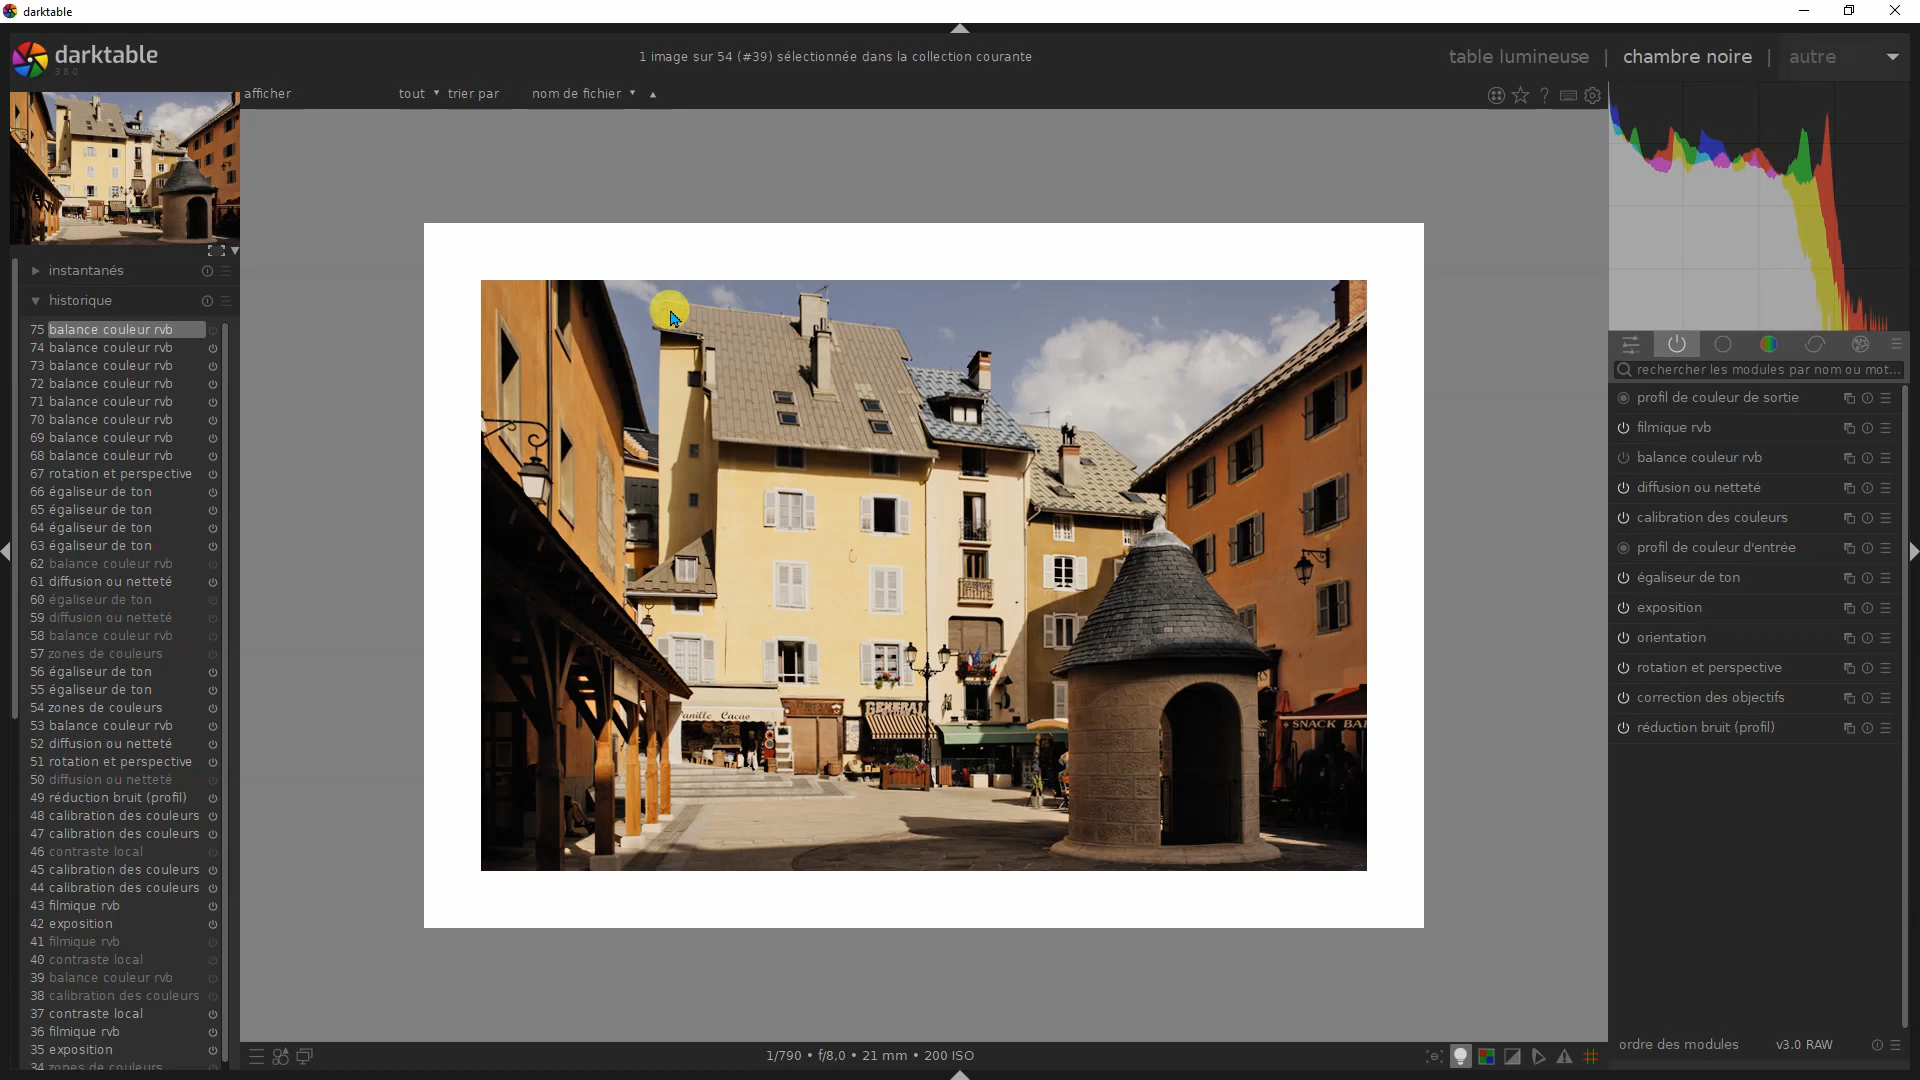 darktable
darktable
3.8.0
1 image sur 54 (#39) sélectionnée dans la collection courante
table lumineuse | chambre noire | autre
afficher tout trier par nom de fichier
instantanés
historique
75 balance couleur rvb
74 balance couleur rvb
73 balance couleur rvb
72 balance couleur rvb
71 balance couleur rvb
70 balance couleur rvb
69 balance couleur rvb
68 balance couleur rvb
67 rotation et perspective
66 égaliseur de ton
65 égaliseur de ton
64 égaliseur de ton
63 égaliseur de ton
62 balance couleur rvb
61 diffusion ou netteté
60 égaliseur de ton
59 diffusion ou netteté
58 balance couleur rvb
57 zones de couleurs
56 égaliseur de ton
55 égaliseur de ton
54 zones de couleurs
53 balance couleur rvb
52 diffusion ou netteté
51 rotation et perspective
50 diffusion ou netteté
49 réduction bruit (profil)
48 calibration des couleurs
47 calibration des couleurs
46 contraste local
45 calibration des couleurs
44 calibration des couleurs
43 filmique rvb
42 exposition
41 filmique rvb
40 contraste local
39 balance couleur rvb
38 calibration des couleurs
37 contraste local
36 filmique rvb
35 exposition
34 zones de couleurs
anille Cacao
GENERAL
SNACK BA
1/790 • f/8,0 • 21 mm • 200 ISO
rechercher les modules par nom ou mot...
profil de couleur de sortie
filmique rvb
balance couleur rvb
diffusion ou netteté
calibration des couleurs
profil de couleur d'entrée
égaliseur de ton
exposition
orientation
rotation et perspective
correction des objectifs
réduction bruit (profil)
ordre des modules v3.0 RAW